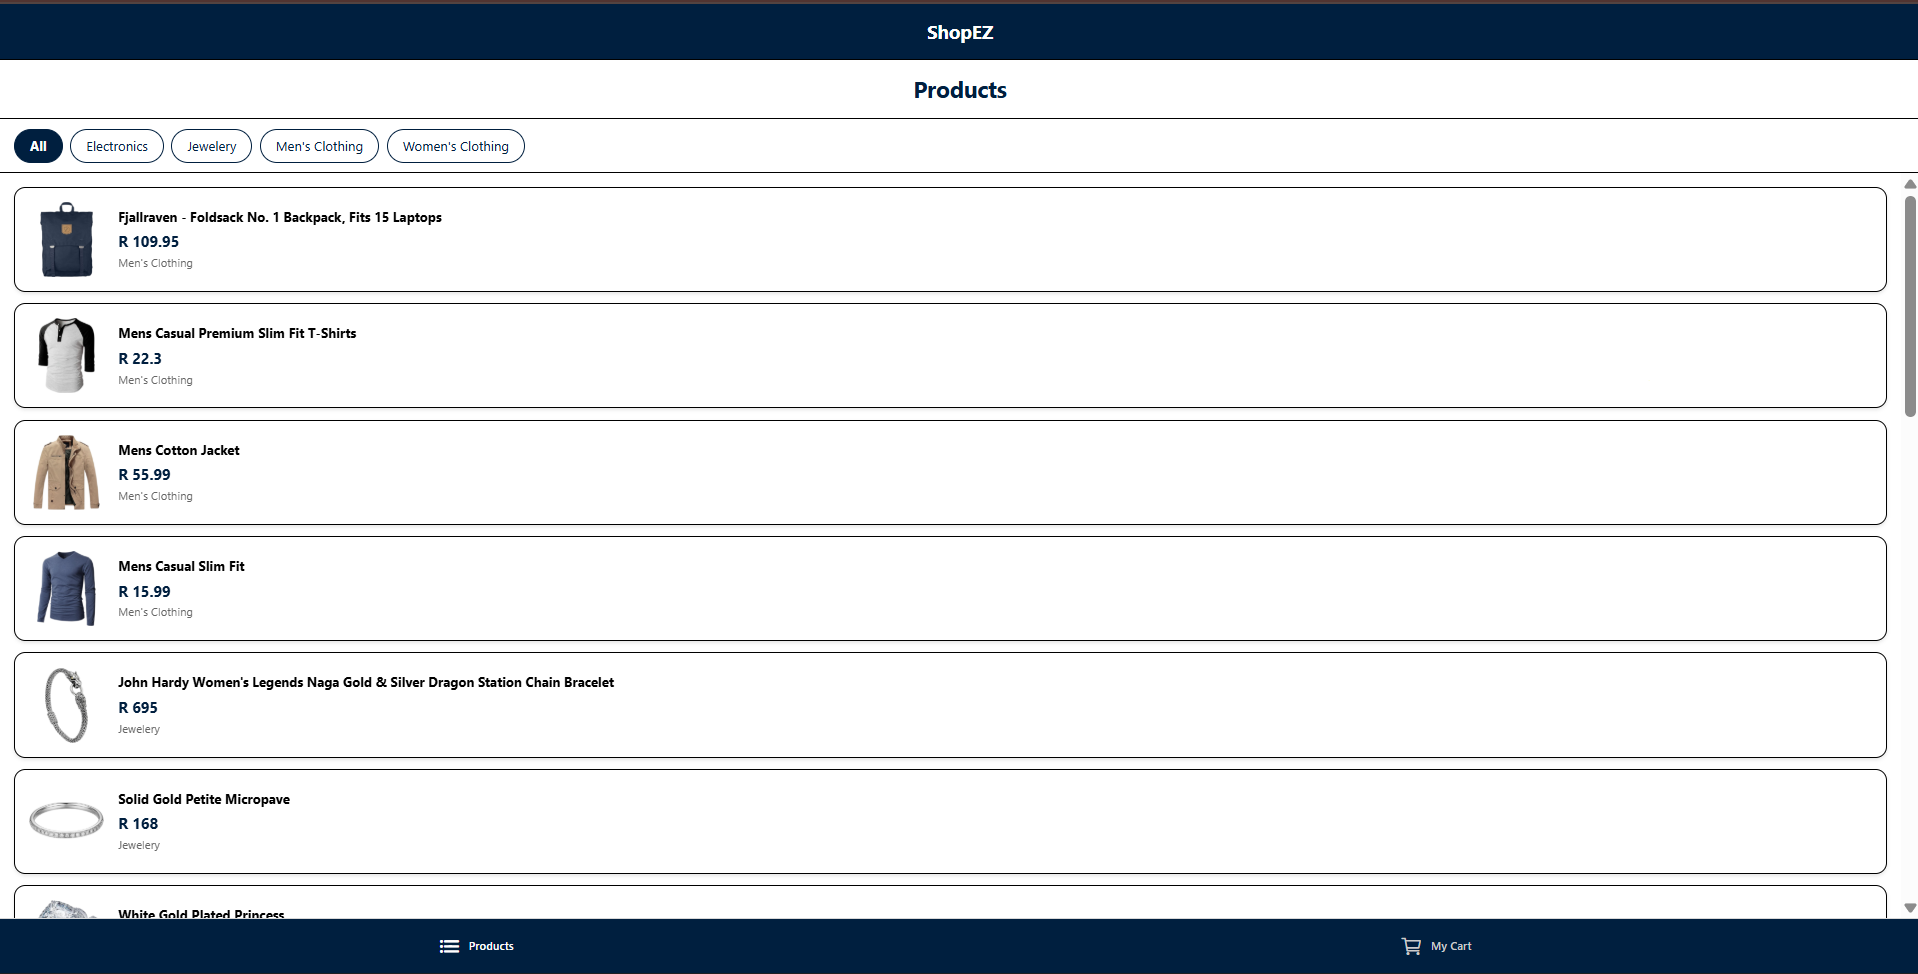 ShopEZ
Products
All
Electronics
Jewelery
Men's Clothing
Women's Clothing
Fjallraven - Foldsack No. 1 Backpack, Fits 15 Laptops
R 109.95
Men's Clothing
Mens Casual Premium Slim Fit T-Shirts
R 22.3
Men's Clothing
Mens Cotton Jacket
R 55.99
Men's Clothing
Mens Casual Slim Fit
R 15.99
Men's Clothing
John Hardy Women's Legends Naga Gold & Silver Dragon Station Chain Bracelet
R 695
Jewelery
Solid Gold Petite Micropave
R 168
Jewelery
White Gold Plated Princess
Products
My Cart